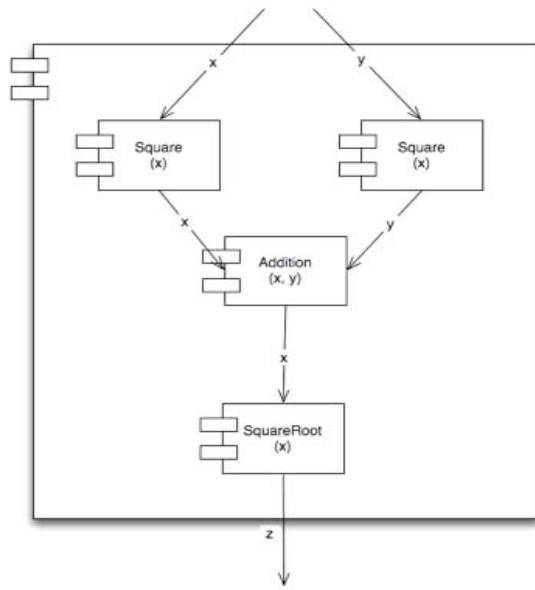 x
y
Square
(x)
Square
(x)
x
y
Addition
(x, y)
x
SquareRoot
(x)
z